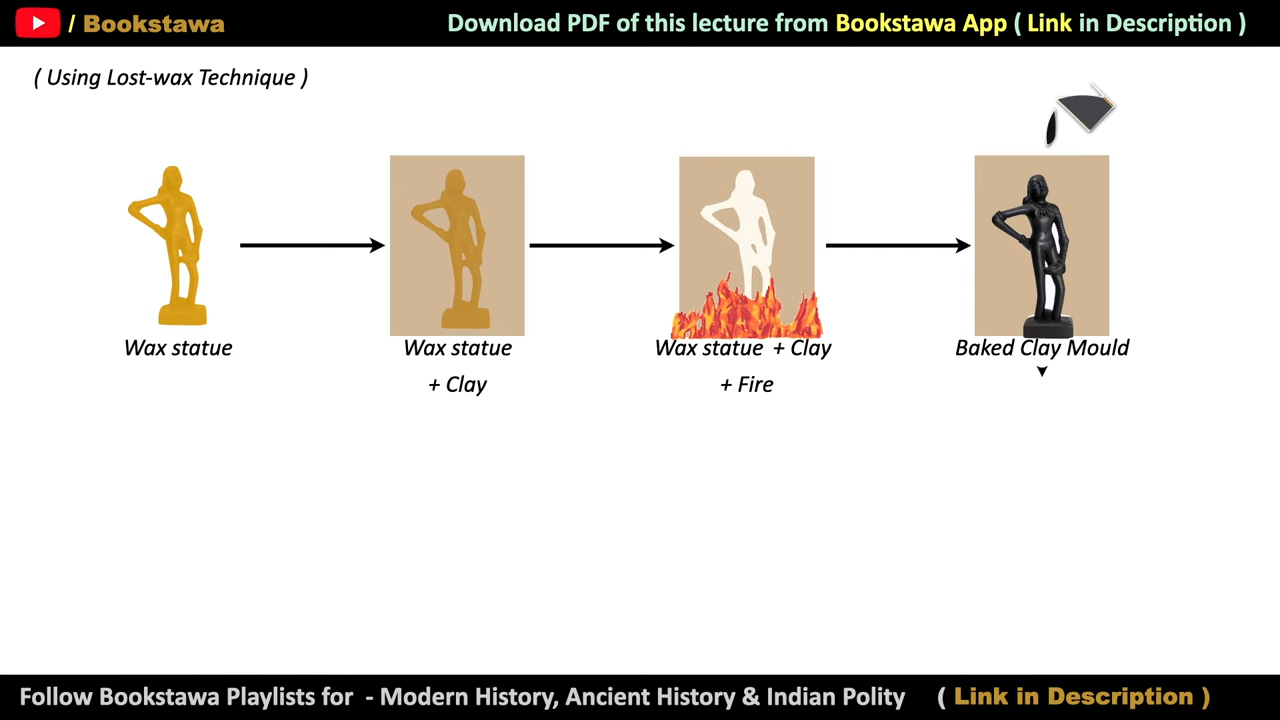 / Bookstawa
Download PDF of this lecture from Bookstawa App ( Link in Description )
( Using Lost-wax Technique )
Wax statue
Wax statue
+ Clay
Wax statue + Clay
+ Fire
Baked Clay Mould
Follow Bookstawa Playlists for - Modern History, Ancient History & Indian Polity ( Link in Description )